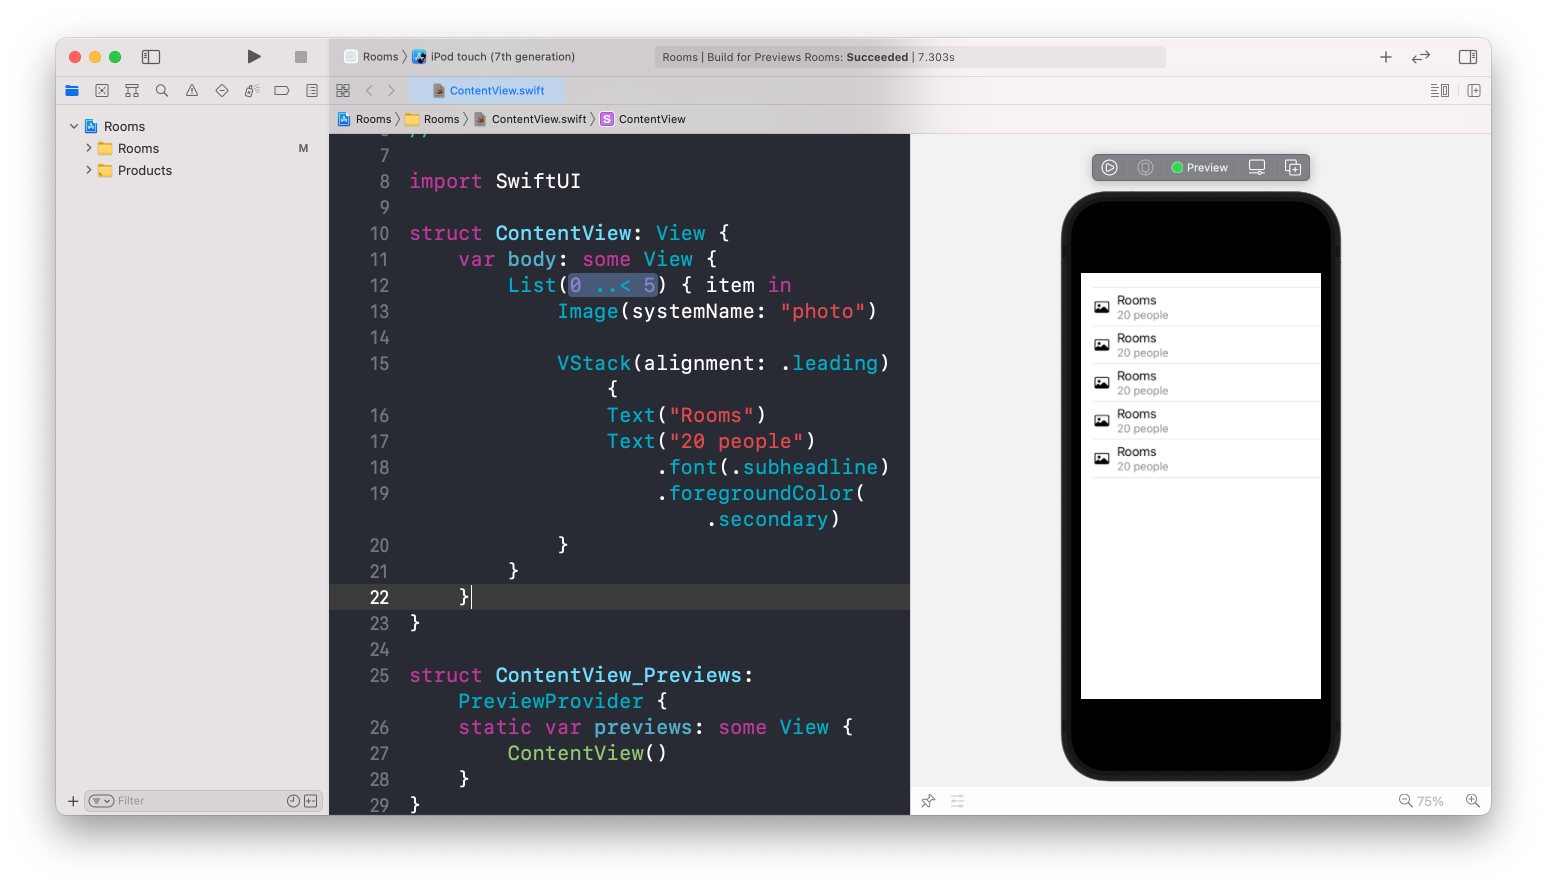 Rooms 〉 iPod touch (7th generation)
Rooms | Build for Previews Rooms: Succeeded | 7.303s
ContentView.swift
Rooms 〉 Rooms 〉 ContentView.swift 〉 S ContentView
Rooms
Rooms M
Products
Filter
7
8 import SwiftUI
9
10 struct ContentView: View {
11 var body: some View {
12 List(0 ..< 5) { item in
13 Image(systemName: "photo")
14
15 VStack(alignment: .leading)
{
16 Text("Rooms")
17 Text("20 people")
18 .font(.subheadline)
19 .foregroundColor(
.secondary)
20 }
21 }
22 }
23 }
24
25 struct ContentView_Previews:
PreviewProvider {
26 static var previews: some View {
27 ContentView()
28 }
29 }
Preview
Rooms
20 people
Rooms
20 people
Rooms
20 people
Rooms
20 people
Rooms
20 people
75%